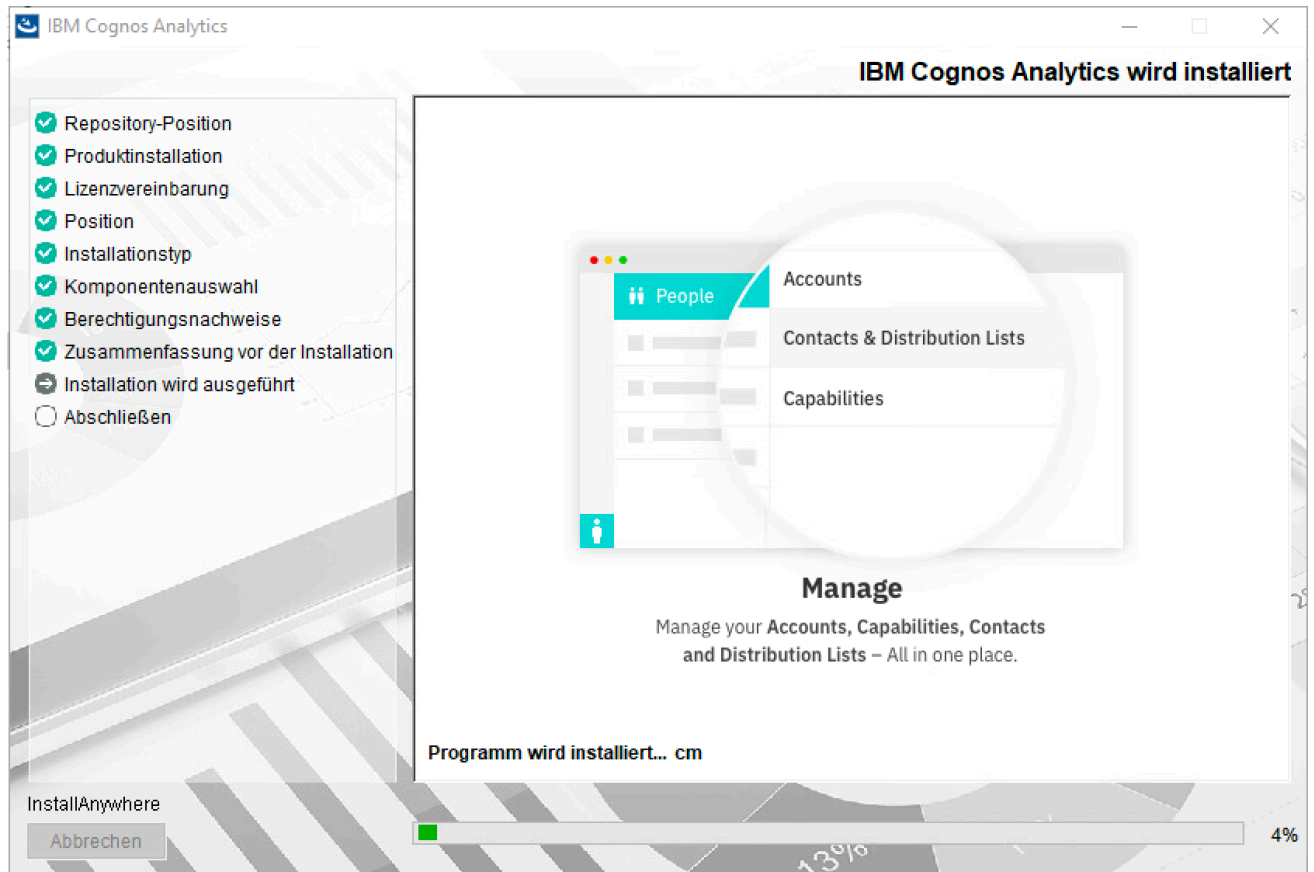 IBM Cognos Analytics
IBM Cognos Analytics wird installiert
Repository-Position
Produktinstallation
Lizenzvereinbarung
Position
Installationstyp
Komponentenauswahl
Berechtigungsnachweise
Zusammenfassung vor der Installation
Installation wird ausgeführt
Abschließen
People
Accounts
Contacts & Distribution Lists
Capabilities
Manage
Manage your Accounts, Capabilities, Contacts
and Distribution Lists – All in one place.
Programm wird installiert... cm
InstallAnywhere
Abbrechen
4%
13%